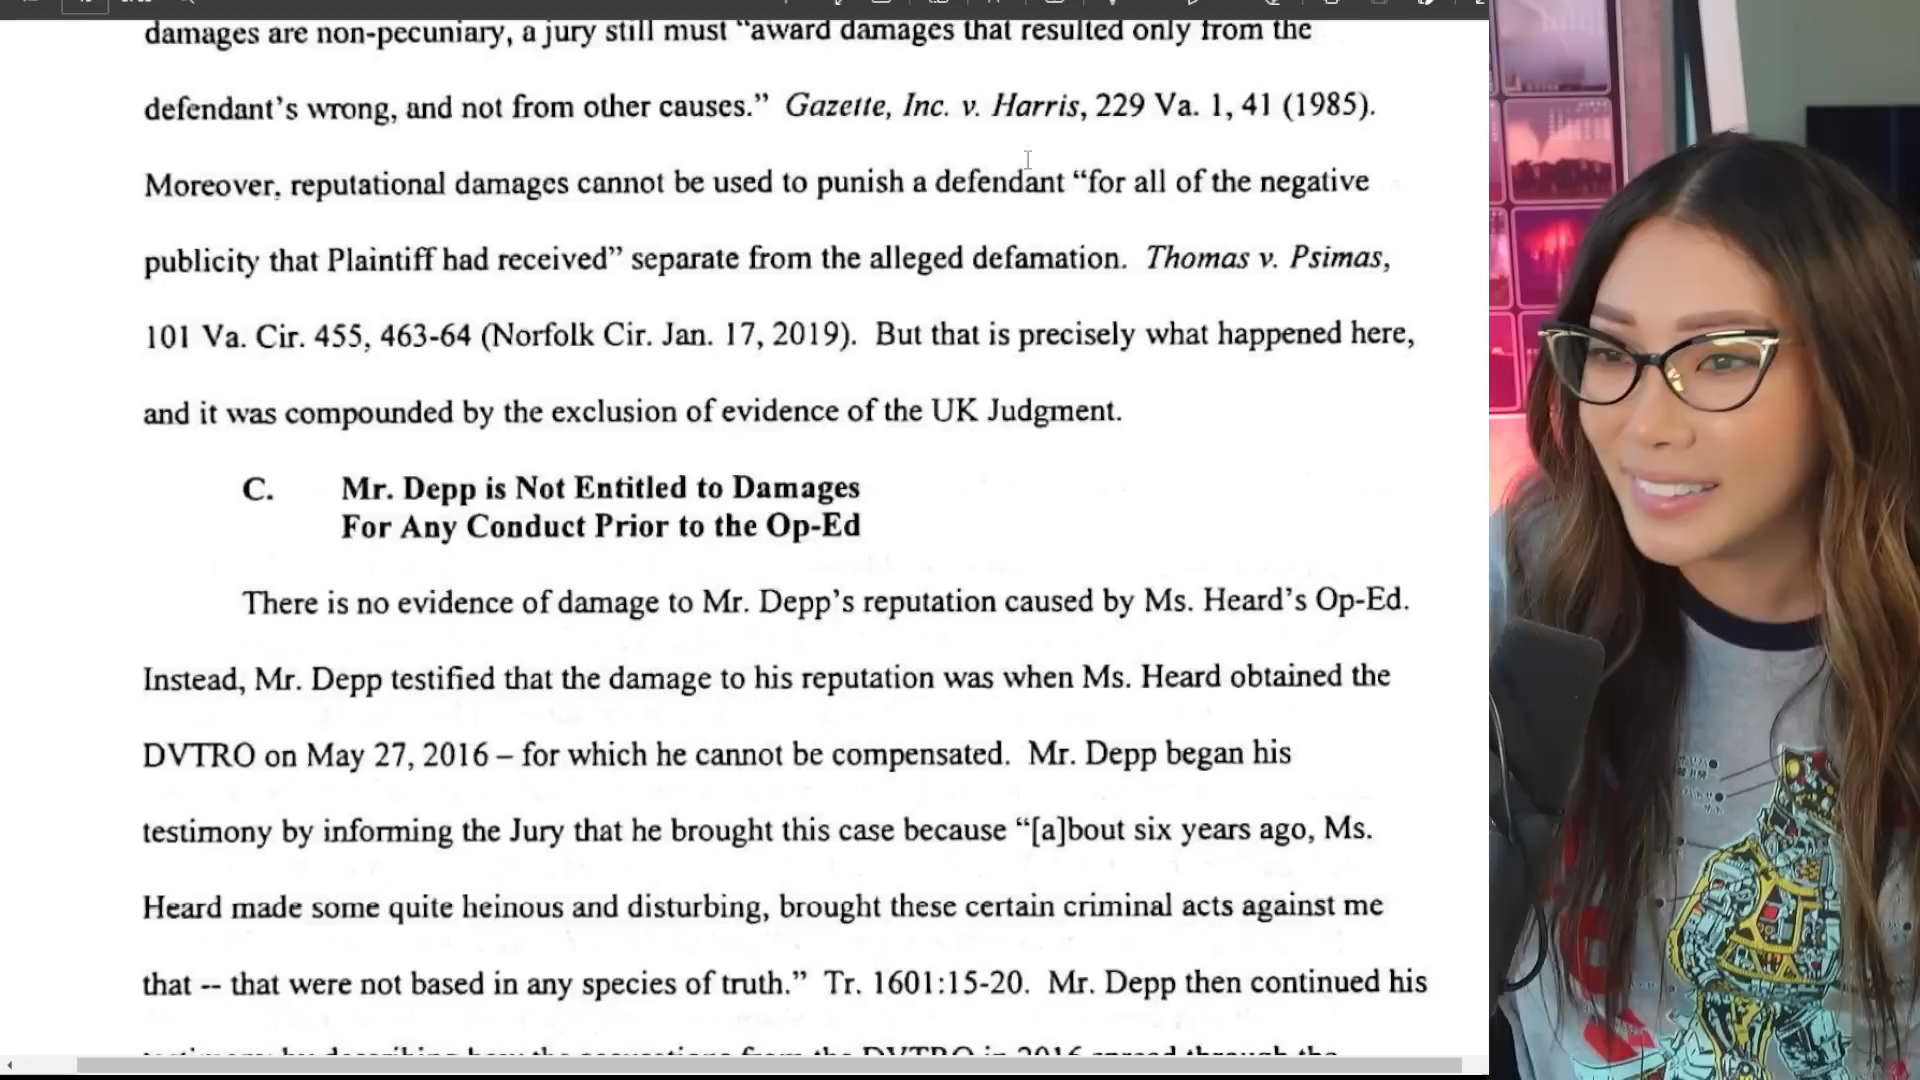 damages are non-pecuniary, a jury still must “award damages that resulted only from the
defendant’s wrong, and not from other causes.” Gazette, Inc. v. Harris, 229 Va. 1, 41 (1985).
Moreover, reputational damages cannot be used to punish a defendant “for all of the negative
publicity that Plaintiff had received” separate from the alleged defamation. Thomas v. Psimas,
101 Va. Cir. 455, 463-64 (Norfolk Cir. Jan. 17, 2019). But that is precisely what happened here,
and it was compounded by the exclusion of evidence of the UK Judgment.
C. Mr. Depp is Not Entitled to Damages
For Any Conduct Prior to the Op-Ed
There is no evidence of damage to Mr. Depp’s reputation caused by Ms. Heard’s Op-Ed.
Instead, Mr. Depp testified that the damage to his reputation was when Ms. Heard obtained the
DVTRO on May 27, 2016 – for which he cannot be compensated. Mr. Depp began his
testimony by informing the Jury that he brought this case because “[a]bout six years ago, Ms.
Heard made some quite heinous and disturbing, brought these certain criminal acts against me
that -- that were not based in any species of truth.” Tr. 1601:15-20. Mr. Depp then continued his